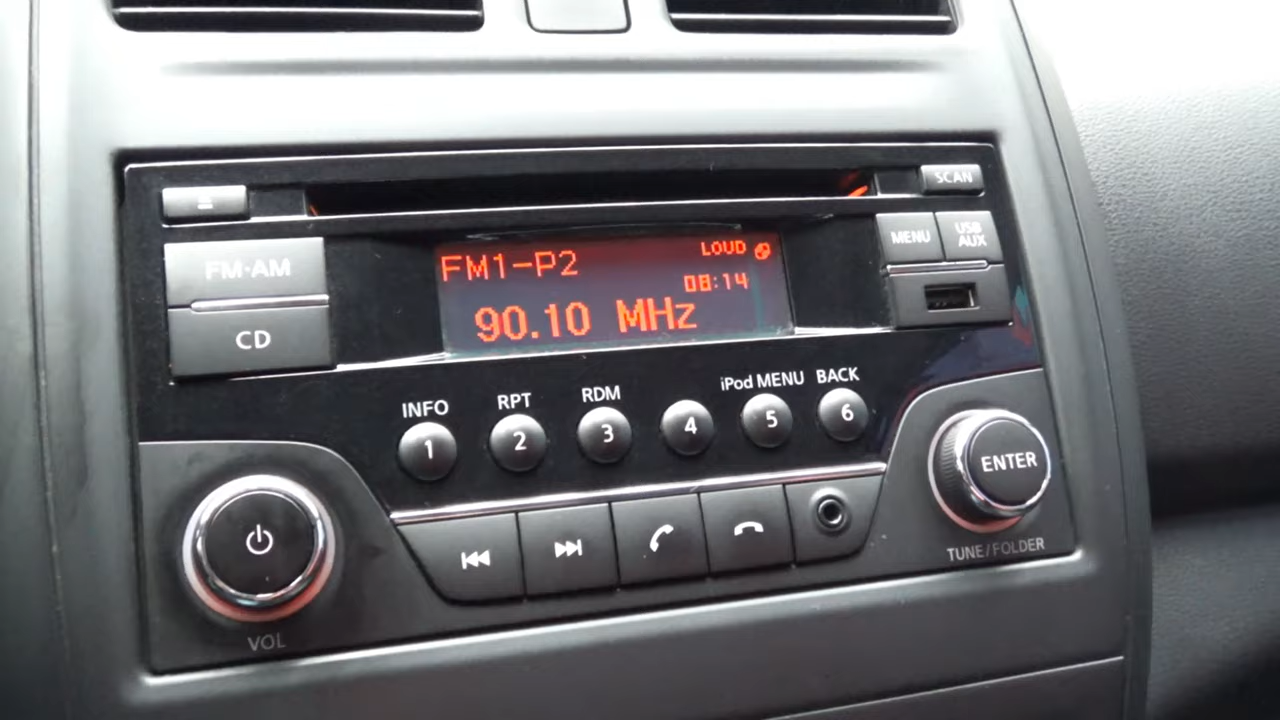 SCAN
FM·AM
CD
FM1-P2
LOUD
08:14
90.10 MHz
MENU
USB
AUX
INFO
RPT
RDM
iPod MENU
BACK
1
2
3
4
5
6
ENTER
TUNE/FOLDER
VOL